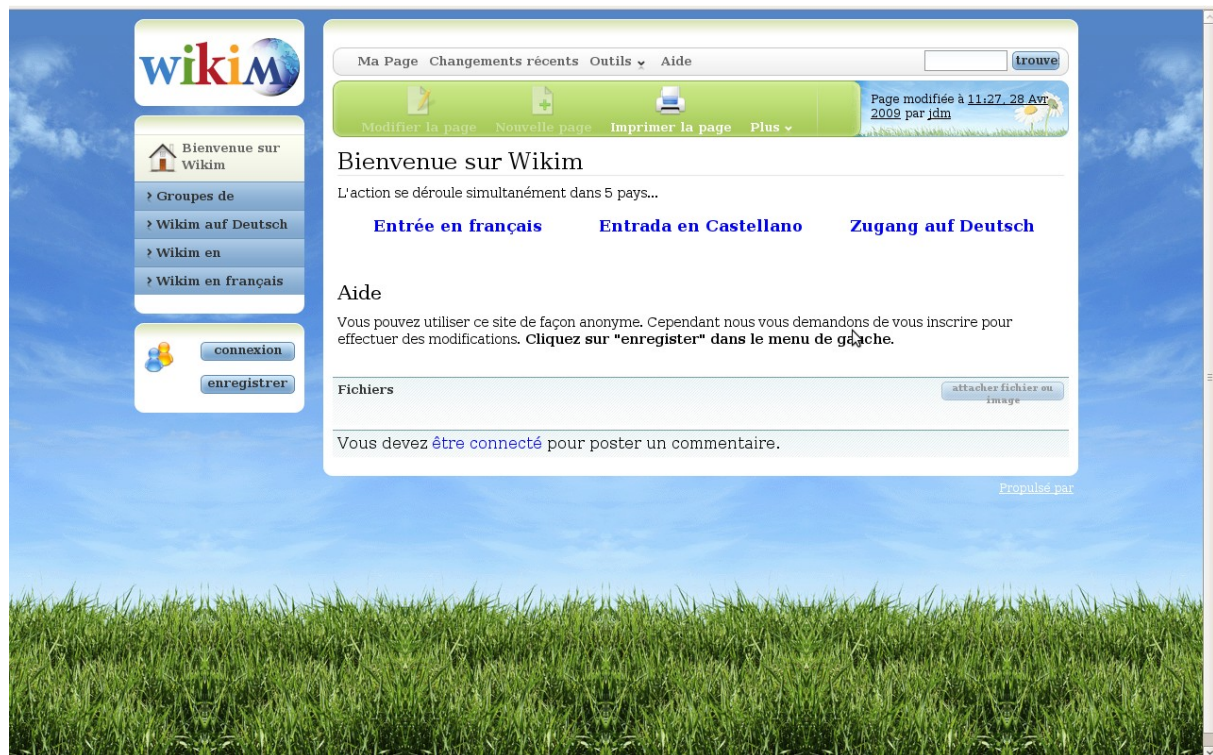 wikiM
Bienvenue sur
Wikim
› Groupes de
› Wikim auf Deutsch
› Wikim en
› Wikim en français
connexion
enregistrer
Ma Page Changements récents Outils Aide
trouve
Modifier la page Nouvelle page Imprimer la page Plus
Page modifiée à 11:27, 28 Avr
2009 par jdm
Bienvenue sur Wikim
L'action se déroule simultanément dans 5 pays...
Entrée en français Entrada en Castellano Zugang auf Deutsch
Aide
Vous pouvez utiliser ce site de façon anonyme. Cependant nous vous demandons de vous inscrire pour
effectuer des modifications. Cliquez sur "enregister" dans le menu de gauche.
Fichiers
attacher fichier ou
image
Vous devez être connecté pour poster un commentaire.
Propulsé par